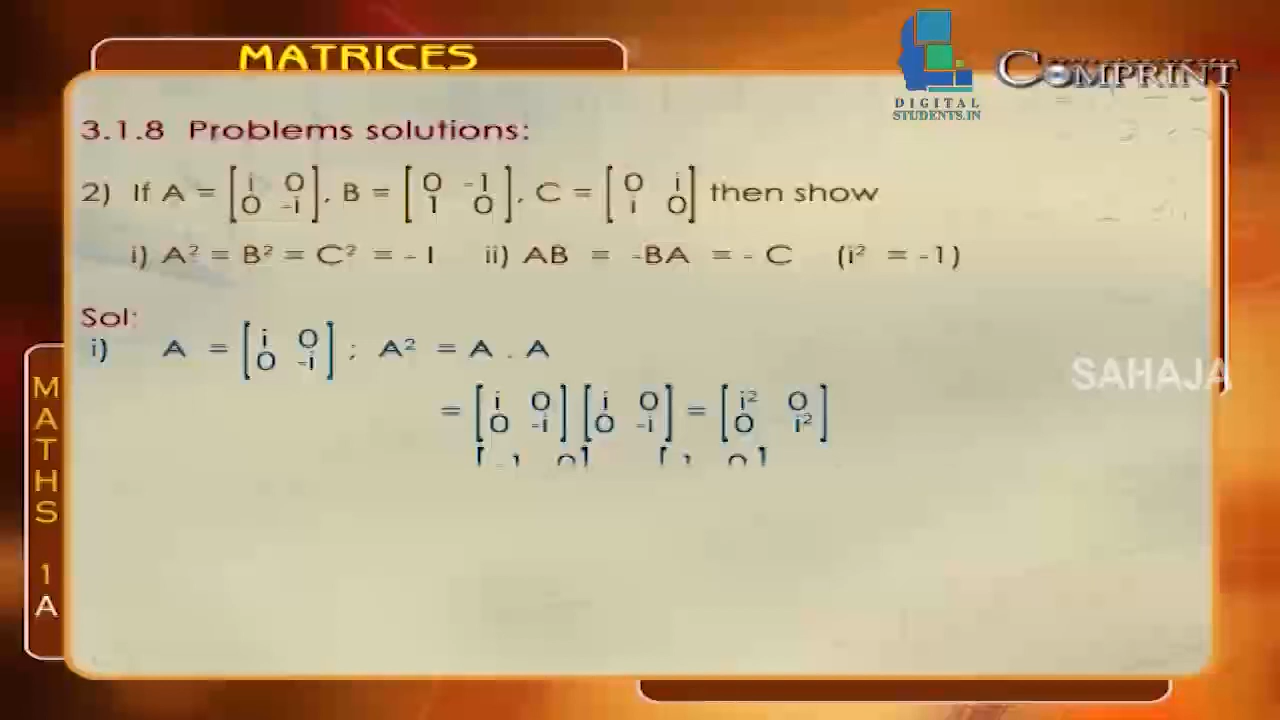 MATRICES
DIGITAL
STUDENTS.IN
COMPRINT
3.1.8 Problems solutions:
2) If A = [i 0; 0 -i], B = [0 -1; 1 0], C = [0 i; i 0] then show
i) A² = B² = C² = - I ii) AB = -BA = - C (i² = -1)
Sol:
i) A = [i 0; 0 -i] ; A² = A . A
= [i 0; 0 -i] [i 0; 0 -i] = [i² 0; 0 i²]
SAHAJA
MATHS 1A